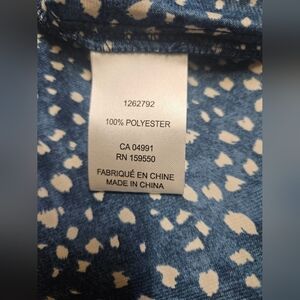 1262792
100% POLYESTER
CA 04991
RN 159550
FABRIQUÉ EN CHINE
MADE IN CHINA